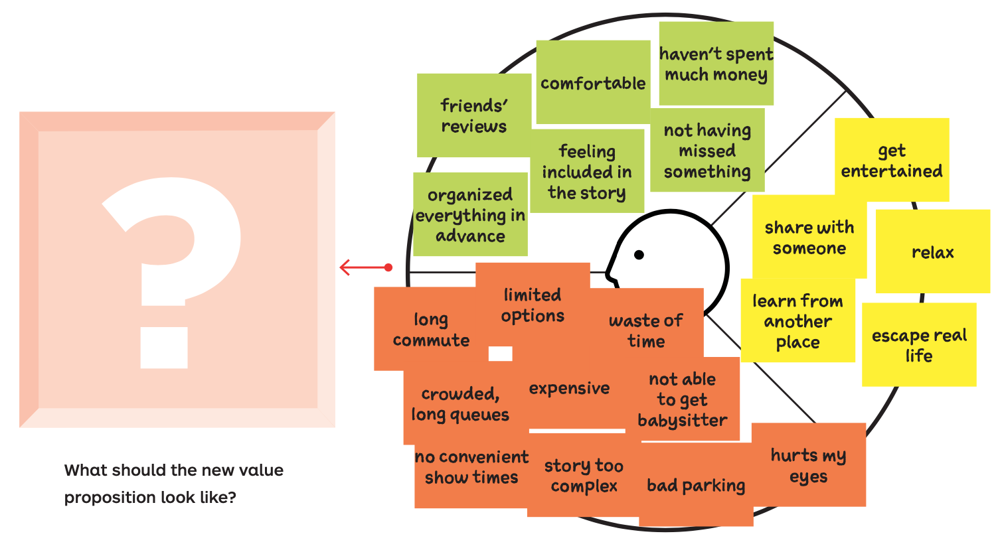 haven't spent
much money
comfortable
friends'
reviews
not having
missed
something
feeling
included in
the story
organized
everything in
advance
get
entertained
share with
someone
relax
learn from
another
place
escape real
life
limited
options
long
commute
waste of
time
crowded,
long queues
expensive
not able
to get
babysitter
no convenient
show times
story too
complex
bad parking
hurts my
eyes
What should the new value
proposition look like?